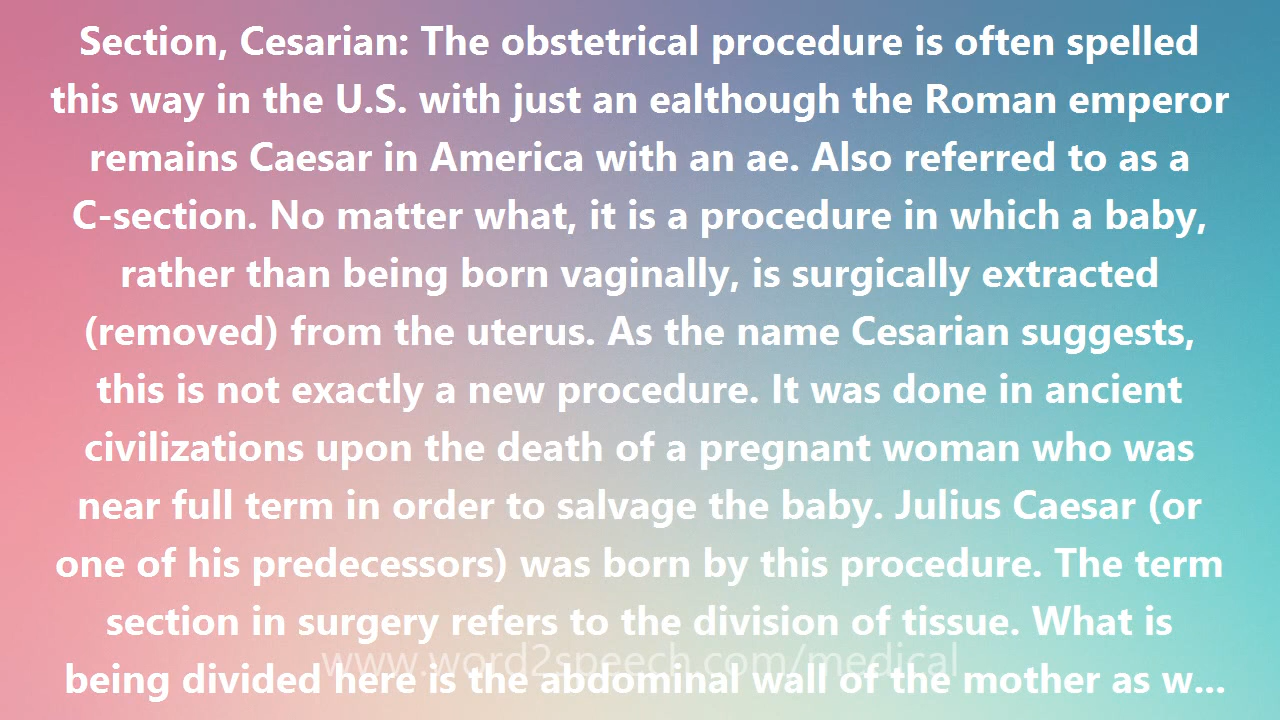 Section, Cesarian: The obstetrical procedure is often spelled
this way in the U.S. with just an ealthough the Roman emperor
remains Caesar in America with an ae. Also referred to as a
C-section. No matter what, it is a procedure in which a baby,
rather than being born vaginally, is surgically extracted
(removed) from the uterus. As the name Cesarian suggests,
this is not exactly a new procedure. It was done in ancient
civilizations upon the death of a pregnant woman who was
near full term in order to salvage the baby. Julius Caesar (or
one of his predecessors) was born by this procedure. The term
section in surgery refers to the division of tissue. What is
www.word2speech.com/medical
being divided here is the abdominal wall of the mother as w...